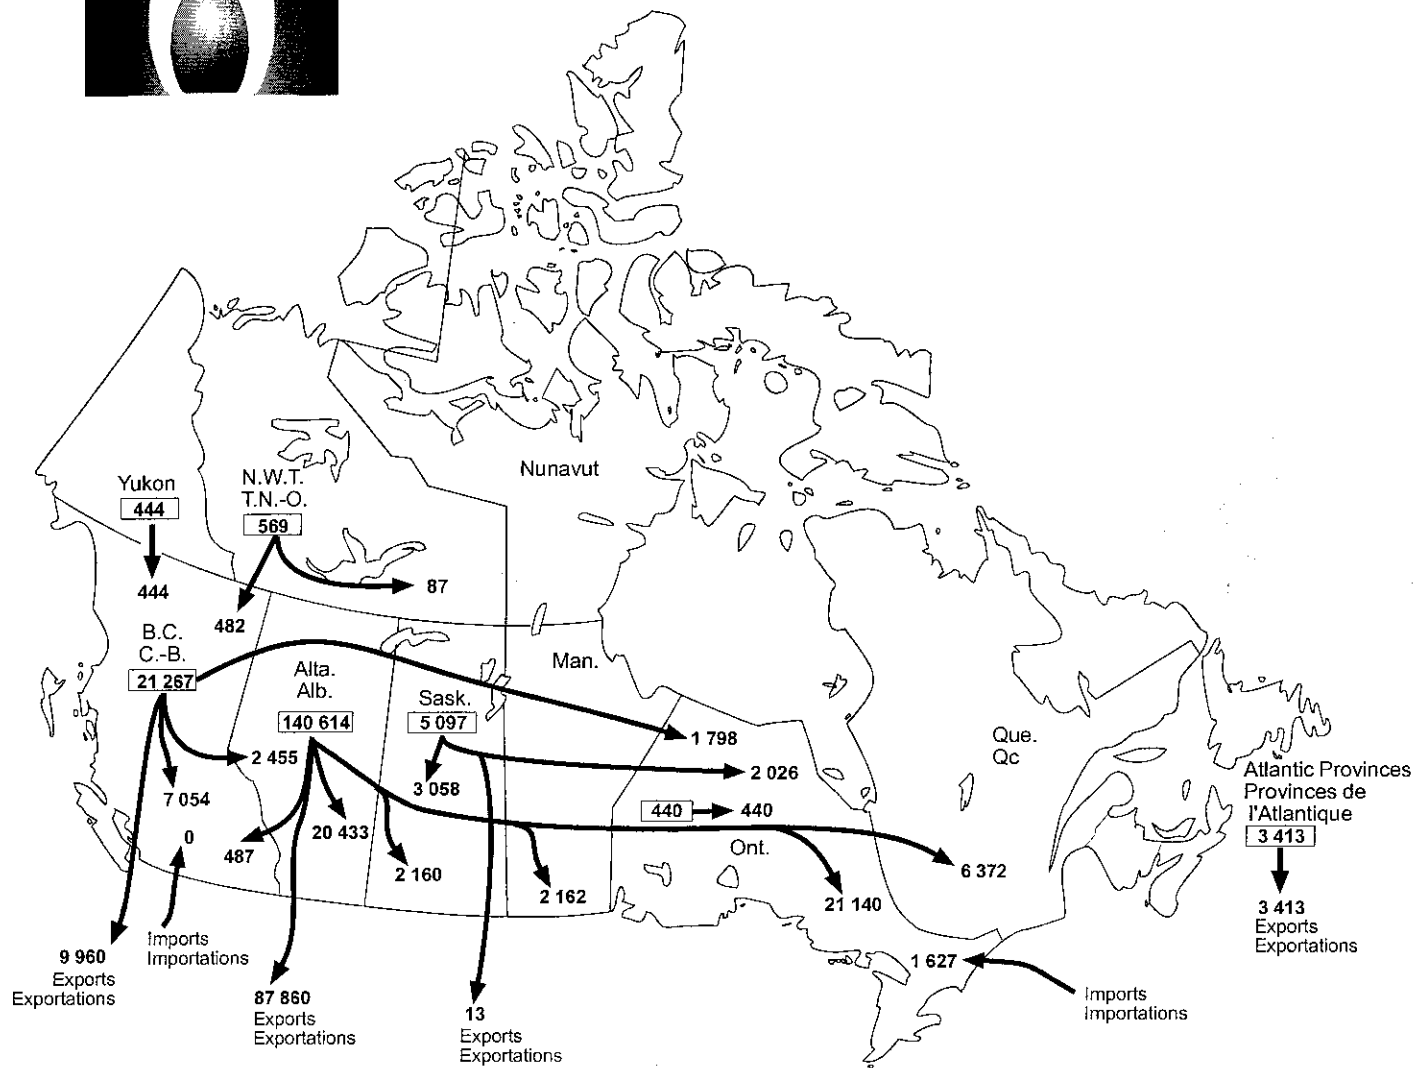 Nunavut
Yukon
444
444
N.W.T.
T.N.-O.
569
87
482
B.C.
C.-B.
21 267
Alta.
Alb.
140 614
Sask.
5 097
Man.
1 798
2 455
7 054
0
487
20 433
3 058
2 160
2 162
2 026
440
440
Ont.
21 140
Que.
Qc
6 372
Atlantic Provinces
Provinces de
l'Atlantique
3 413
3 413
Exports
Exportations
9 960
Exports
Exportations
Imports
Importations
87 860
Exports
Exportations
13
Exports
Exportations
1 627
Imports
Importations